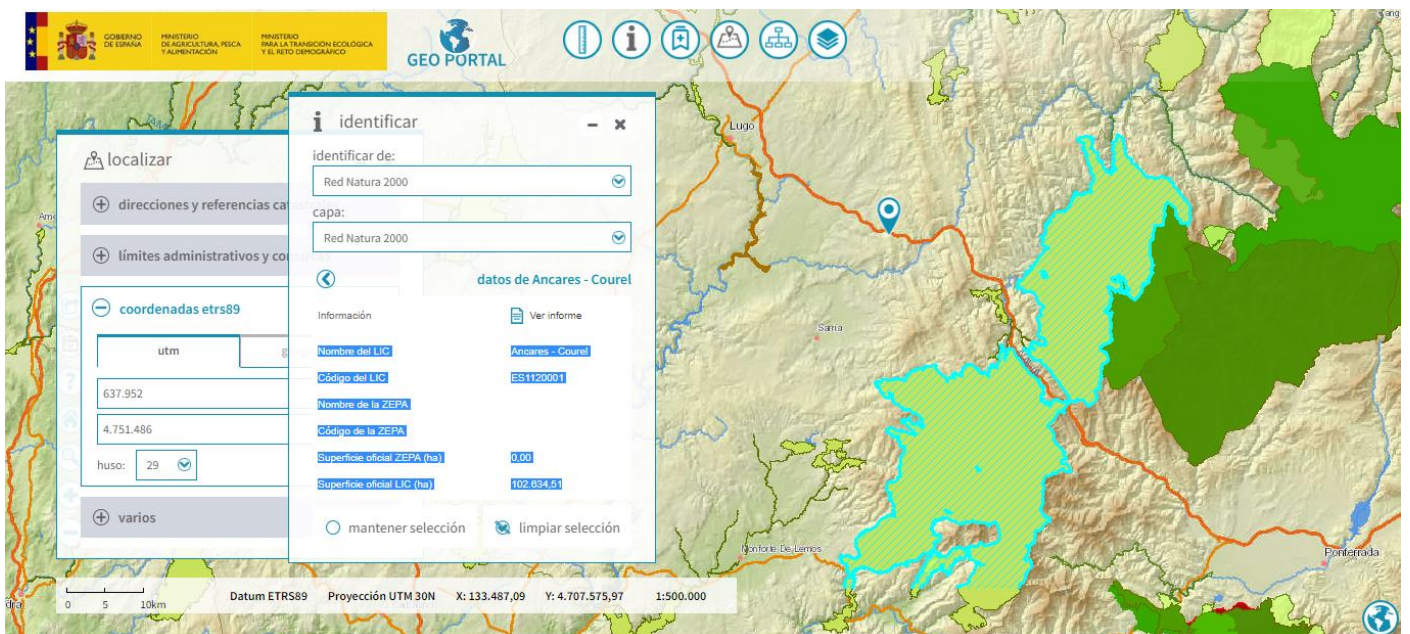 GOBIERNO
DE ESPAÑA
MINISTERIO
DE AGRICULTURA, PESCA
Y ALIMENTACIÓN
MINISTERIO
PARA LA TRANSICIÓN ECOLÓGICA
Y EL RETO DEMOGRÁFICO
GEO PORTAL
localizar
direcciones y referencias ca
límites administrativos y co
coordenadas etrs89
utm
g
637.952
4.751.486
huso: 29
varios
identificar
identificar de:
Red Natura 2000
capa:
Red Natura 2000
datos de Ancares - Courel
Información Ver informe
Nombre del LIC Ancares - Courel
Código del LIC ES1120001
Nombre de la ZEPA
Código de la ZEPA
Superficie oficial ZEPA (ha) 0,00
Superficie oficial LIC (ha) 102.634,51
mantener selección limpiar selección
Lugo
Sarria
Monforte De Lemos
Ponferrada
0 5 10km
Datum ETRS89 Proyección UTM 30N X: 133.487,09 Y: 4.707.575,97 1:500.000